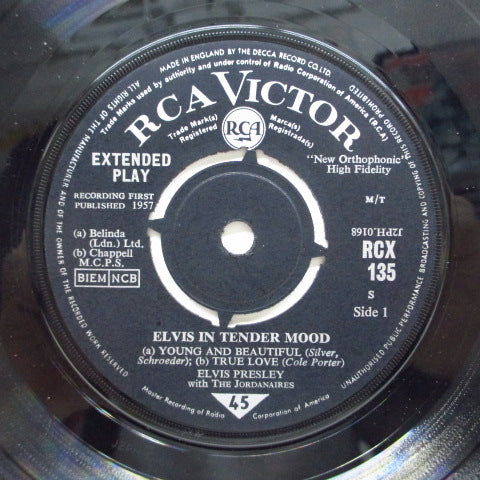 MADE IN ENGLAND BY THE DECCA RECORD CO. LTD.
Trade Marks used by authority and under control of Radio Corporation of America (R.C.A.)
ALL RIGHTS OF THE MANUFACTURER AND OF THE OWNER OF THE RECORDED WORK RESERVED
UNAUTHORISED PUBLIC PERFORMANCE BROADCASTING AND COPYING OF THIS RECORD PROHIBITED
RCA VICTOR
Trade Mark(s)
Registered
RCA
Marca(s)
Registrada(s)
EXTENDED
PLAY
"New Orthophonic"
High Fidelity
RECORDING FIRST
PUBLISHED 1957
M/T
(a) Belinda
(Ldn.) Ltd.
(b) Chappell
M.C.P.S.
BIEM NCB
J2PH.0168
RCX
135
S
Side 1
ELVIS IN TENDER MOOD
(a) YOUNG AND BEAUTIFUL (Silver,
Schroeder); (b) TRUE LOVE (Cole Porter)
ELVIS PRESLEY
with THE JORDANAIRES
45
Master Recording of Radio Corporation of America